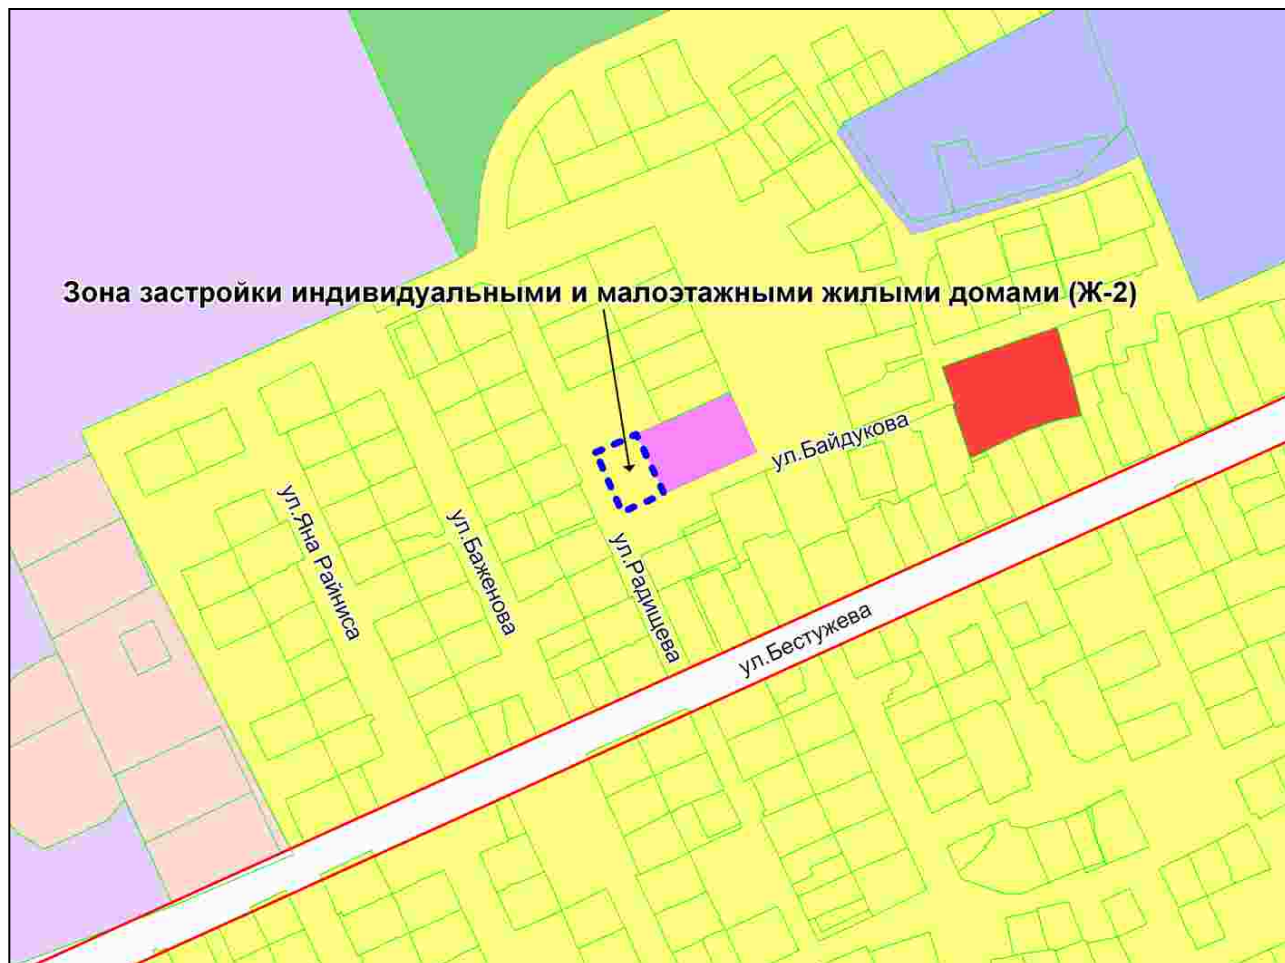 Зона застройки индивидуальными и малоэтажными жилыми домами (Ж-2)
ул.Байдукова
ул.Яна Райниса
ул.Баженова
ул.Радищева
ул.Бестужева